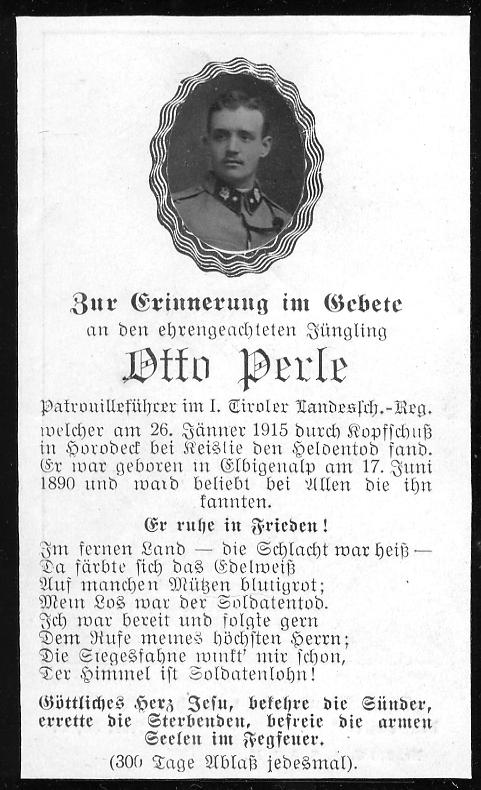 Zur Erinnerung im Gebete
an den ehrengeachteten Jüngling
Otto Perle
Patrouilleführer im I. Tiroler Landessch.-Reg.
welcher am 26. Jänner 1915 durch Kopfschuß
in Horodeck bei Keislie den Heldentod fand.
Er war geboren in Elbigenalp am 17. Juni
1890 und ward beliebt bei Allen die ihn
kannten.
Er ruhe in Frieden!
Im fernen Land — die Schlacht war heiß —
Da färbte sich das Edelweiß
Auf manchen Mützen blutigrot;
Mein Los war der Soldatentod.
Ich war bereit und folgte gern
Dem Rufe meines höchsten Herrn;
Die Siegesfahne winkt' mir schon,
Der Himmel ist Soldatenlohn!
Göttliches Herz Jesu, bekehre die Sünder,
errette die Sterbenden, befreie die armen
Seelen im Fegfeuer.
(300 Tage Ablaß jedesmal).